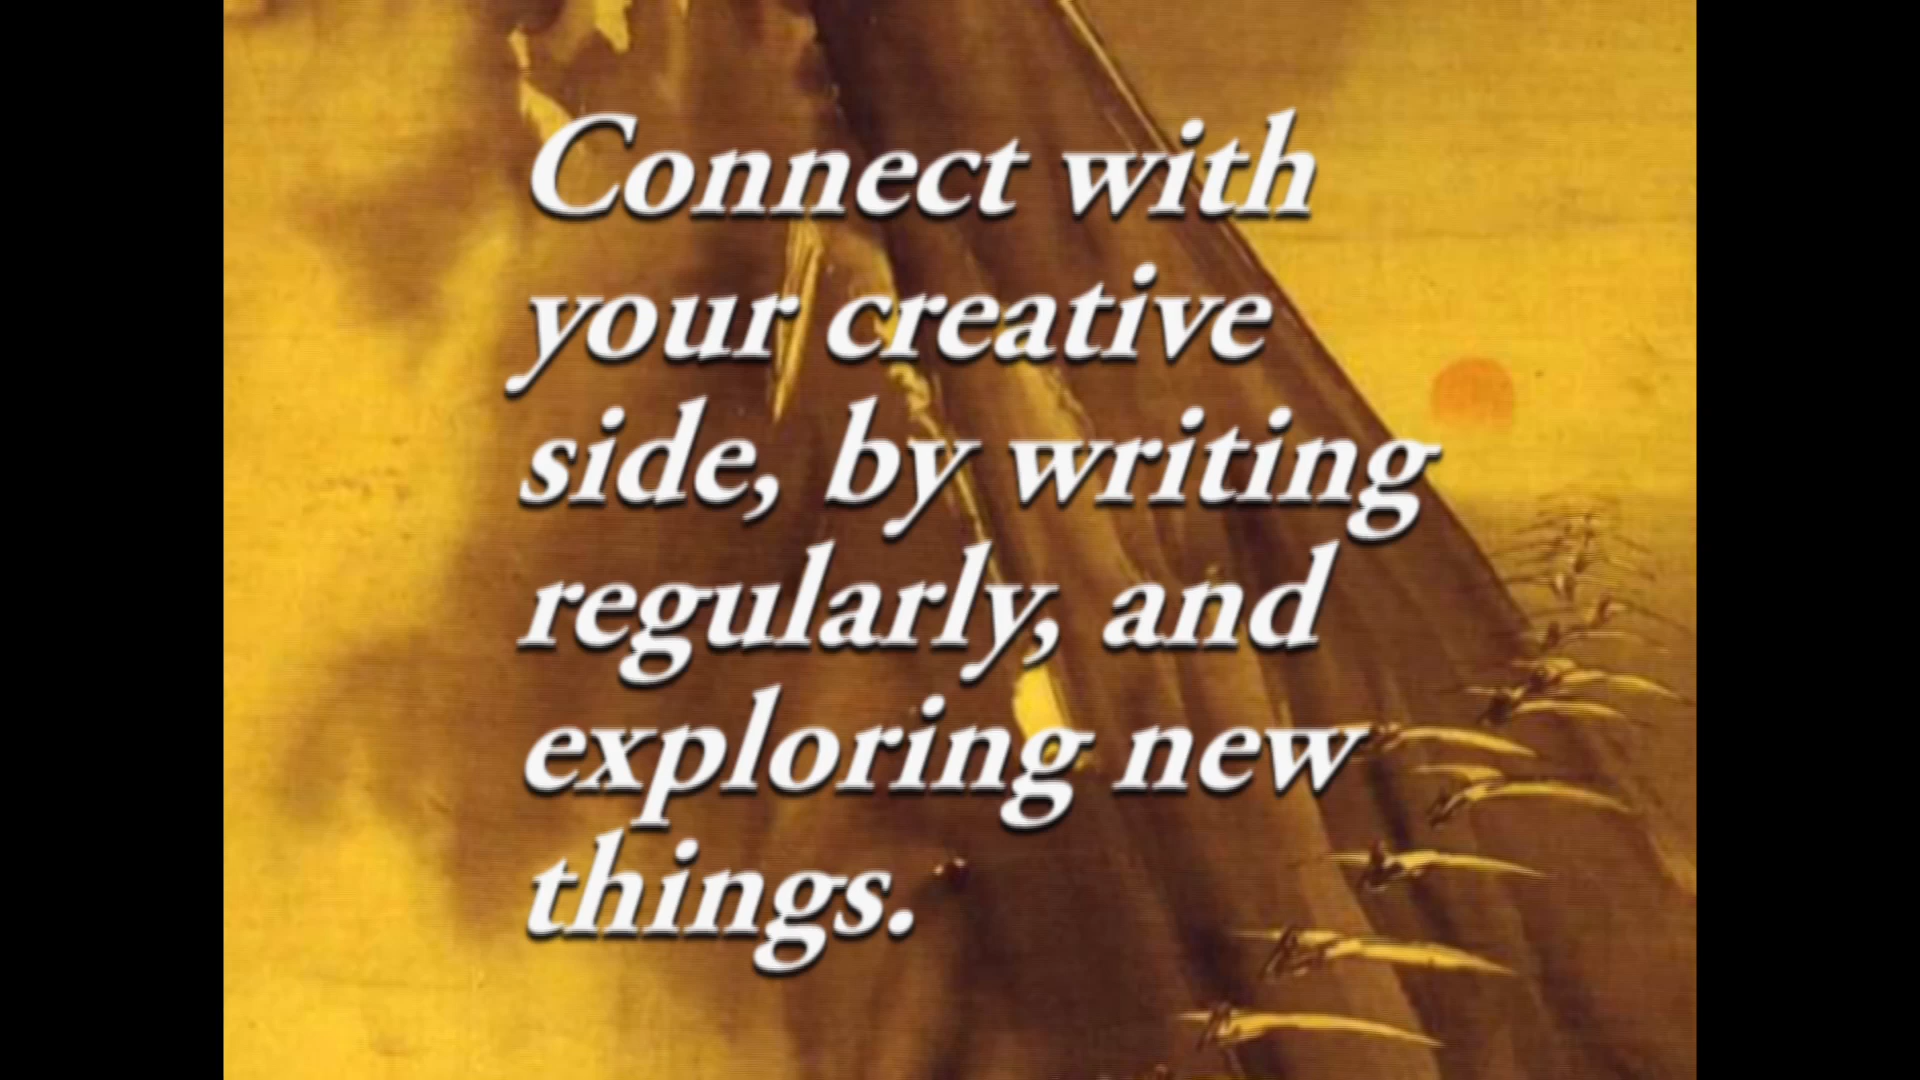 Connect with
your creative
side, by writing
regularly, and
exploring new
things.